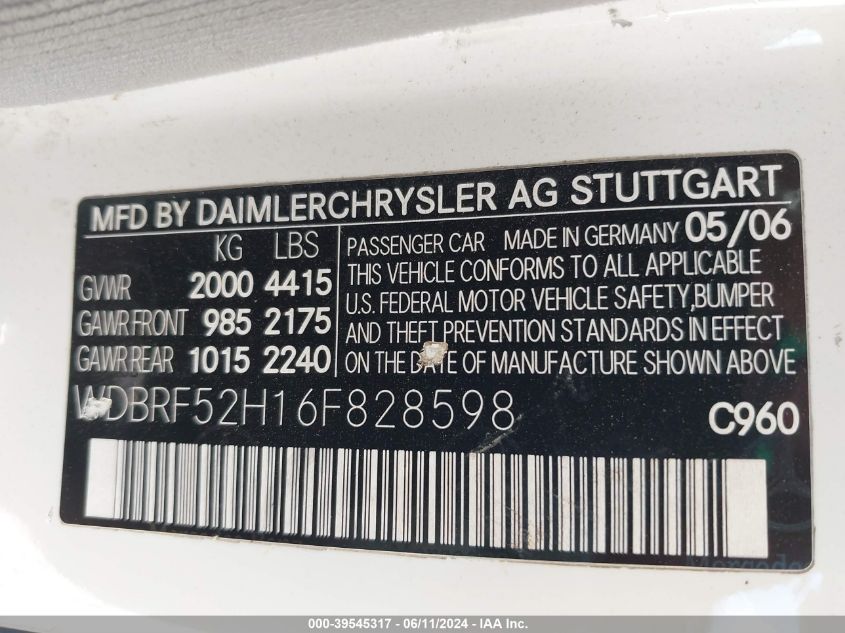 MFD BY DAIMLERCHRYSLER AG STUTTGART
KG LBS
GVWR 2000 4415
GAWR FRONT 985 2175
GAWR REAR 1015 2240
PASSENGER CAR MADE IN GERMANY 05/06
THIS VEHICLE CONFORMS TO ALL APPLICABLE
U.S. FEDERAL MOTOR VEHICLE SAFETY, BUMPER
AND THEFT PREVENTION STANDARDS IN EFFECT
ON THE DATE OF MANUFACTURE SHOWN ABOVE
WDBRF52H16F828598
C960
000-39545317 - 06/11/2024 - IAA Inc.